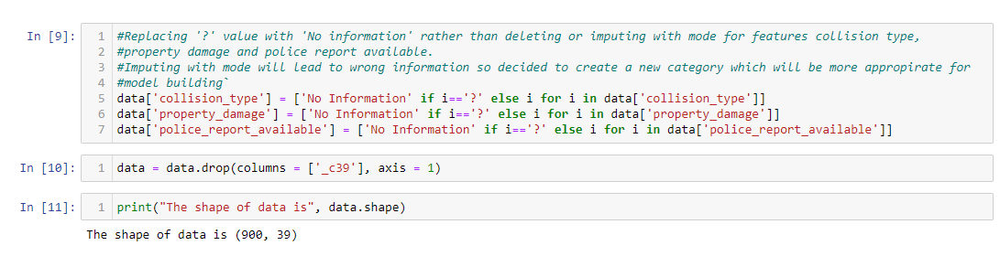 In [9]:
1 #Replacing '?' value with 'No information' rather than deleting or imputing with mode for features collision type,
2 #property damage and police report available.
3 #Imputing with mode will lead to wrong information so decided to create a new category which will be more appropirate for
4 #model building`
5 data['collision_type'] = ['No Information' if i=='?' else i for i in data['collision_type']]
6 data['property_damage'] = ['No Information' if i=='?' else i for i in data['property_damage']]
7 data['police_report_available'] = ['No Information' if i=='?' else i for i in data['police_report_available']]
In [10]:
1 data = data.drop(columns = ['_c39'], axis = 1)
In [11]:
1 print("The shape of data is", data.shape)
The shape of data is (900, 39)